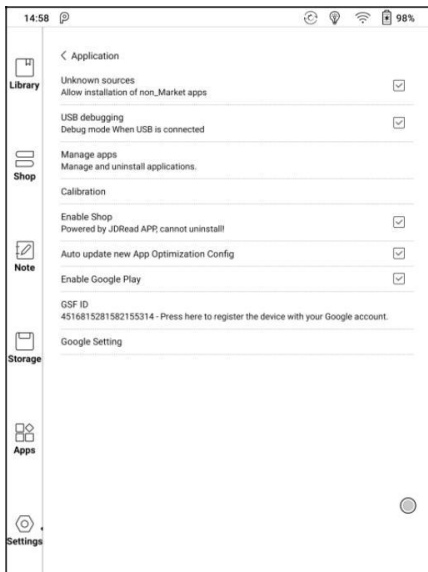 14:58 98%
Application
Unknown sources
Allow installation of non_Market apps
USB debugging
Debug mode When USB is connected
Manage apps
Manage and uninstall applications.
Calibration
Enable Shop
Powered by JDRead APP, cannot uninstall!
Auto update new App Optimization Config
Enable Google Play
GSF ID
4516815281582155314 - Press here to register the device with your Google account.
Google Setting
Library
Shop
Note
Storage
Apps
Settings